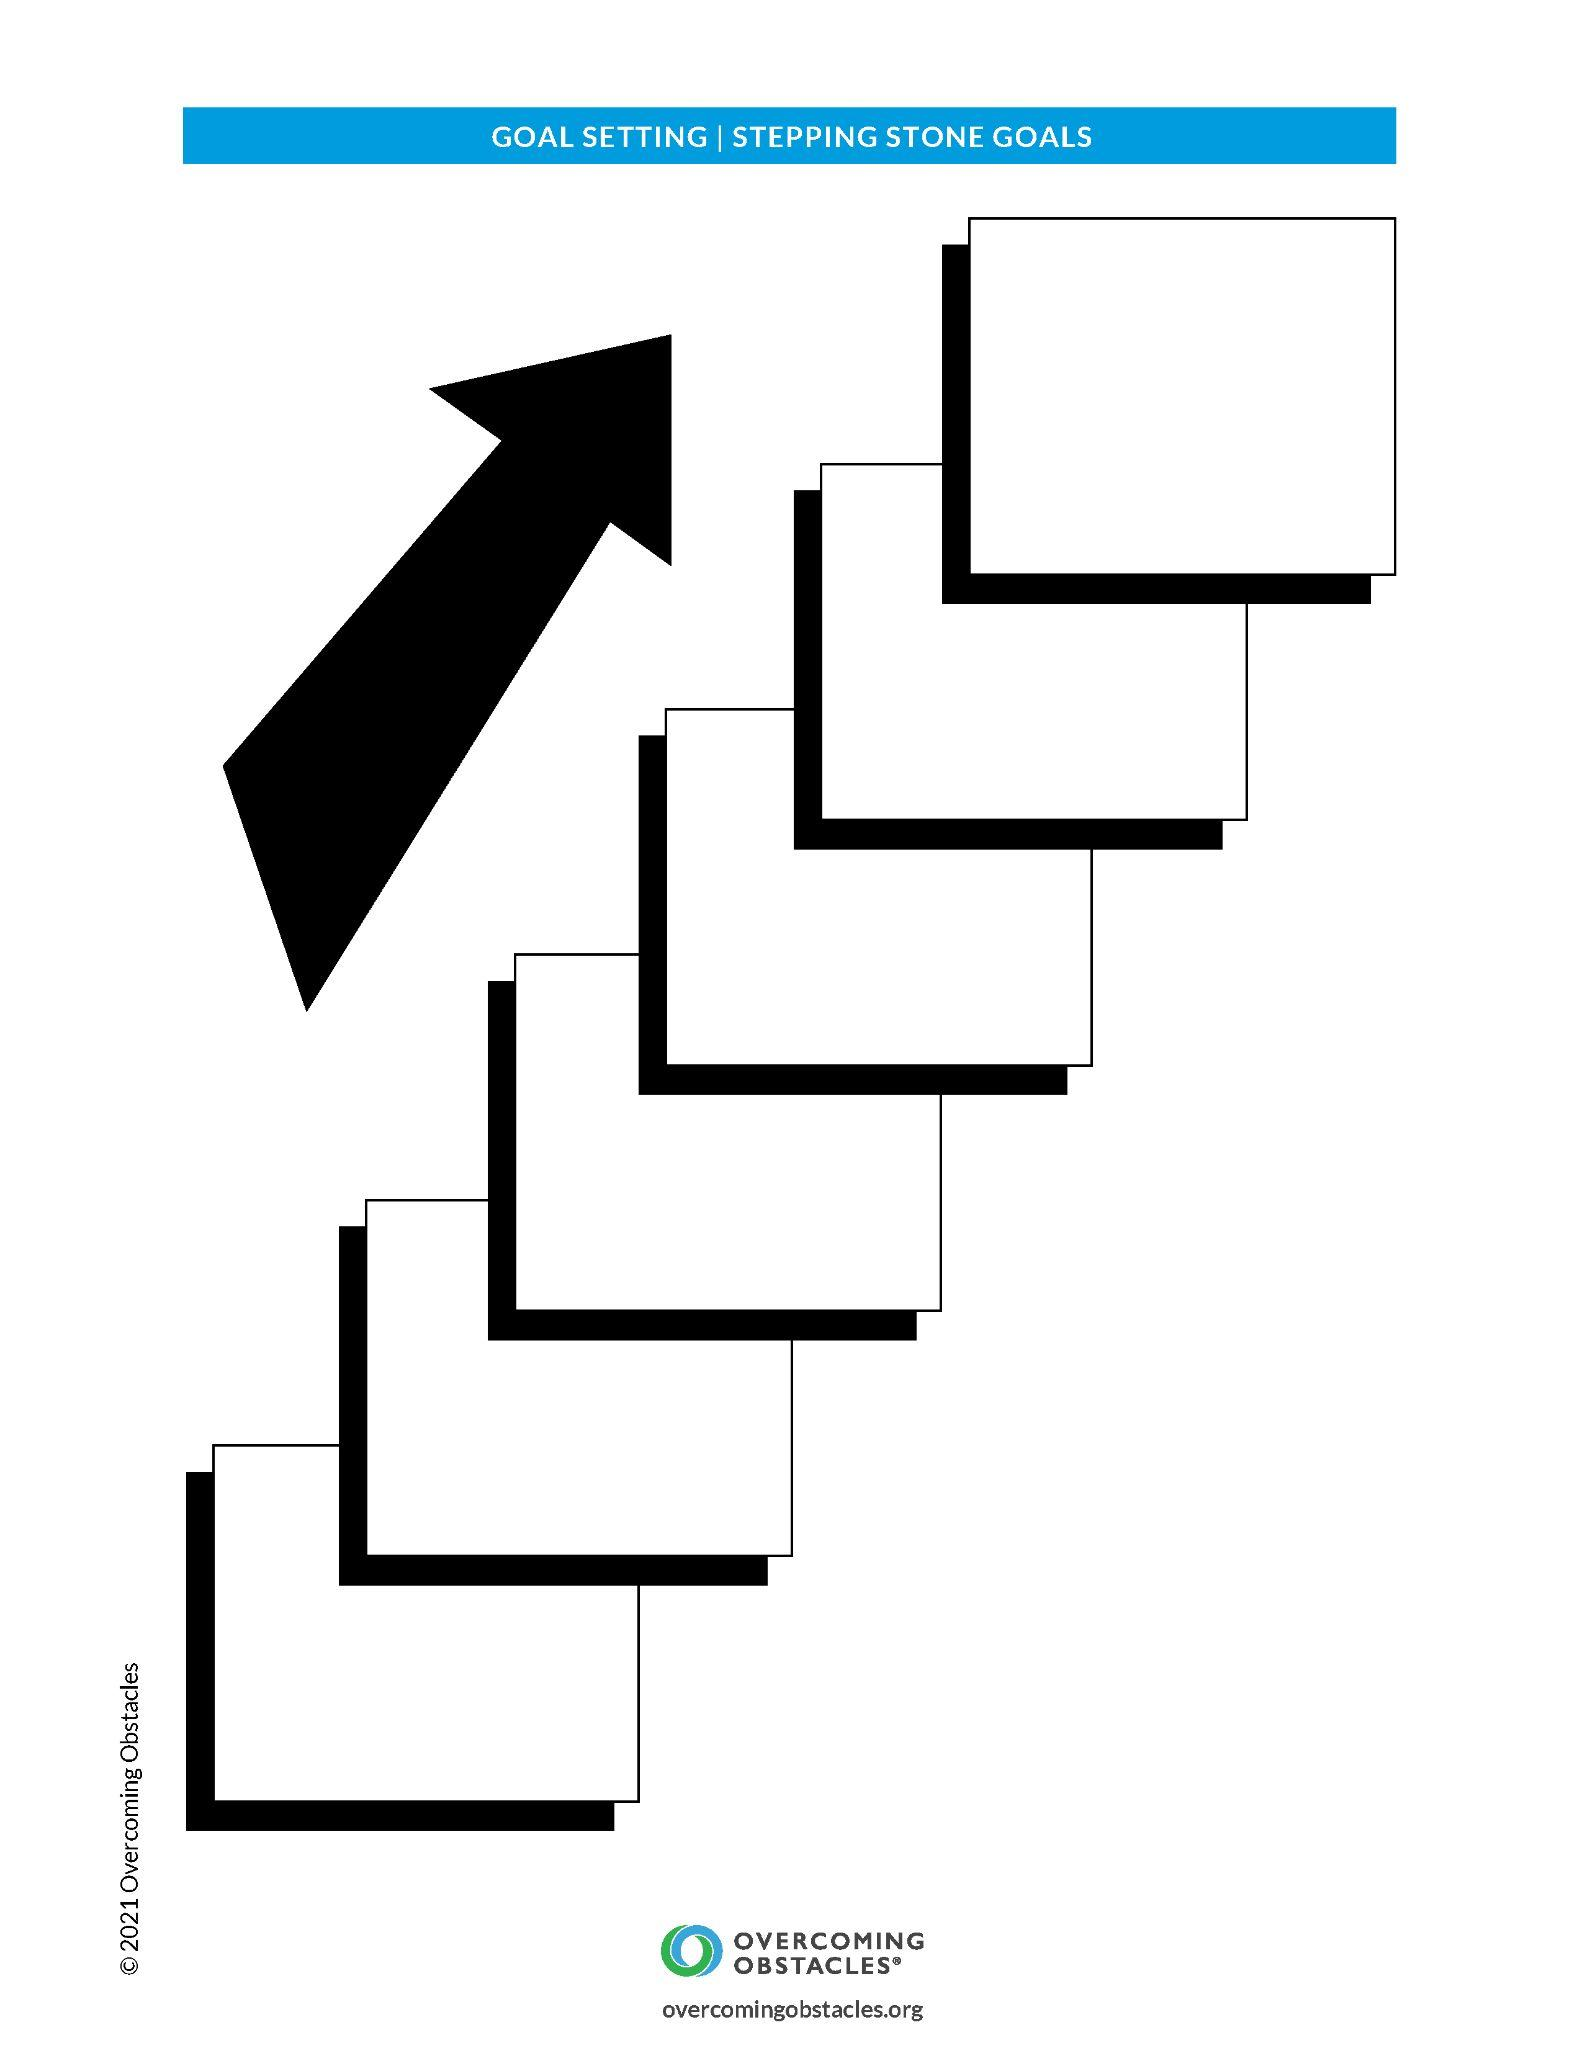 GOAL SETTING | STEPPING STONE GOALS
© 2021 Overcoming Obstacles
OVERCOMING
OBSTACLES®
overcomingobstacles.org